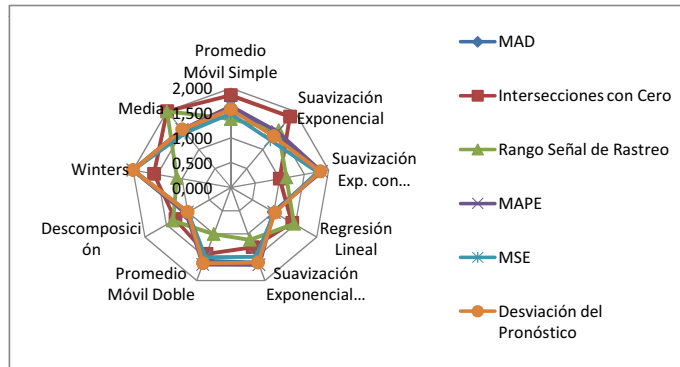 Promedio
Móvil Simple
Suavización
Exponencial
Suavización
Exp. con...
Regresión
Lineal
Suavización
Exponencial...
Promedio
Móvil Doble
Descomposici
ón
Winters
Media
2,000
1,500
1,000
0,500
0,000
MAD
Intersecciones con Cero
Rango Señal de Rastreo
MAPE
MSE
Desviación del
Pronóstico